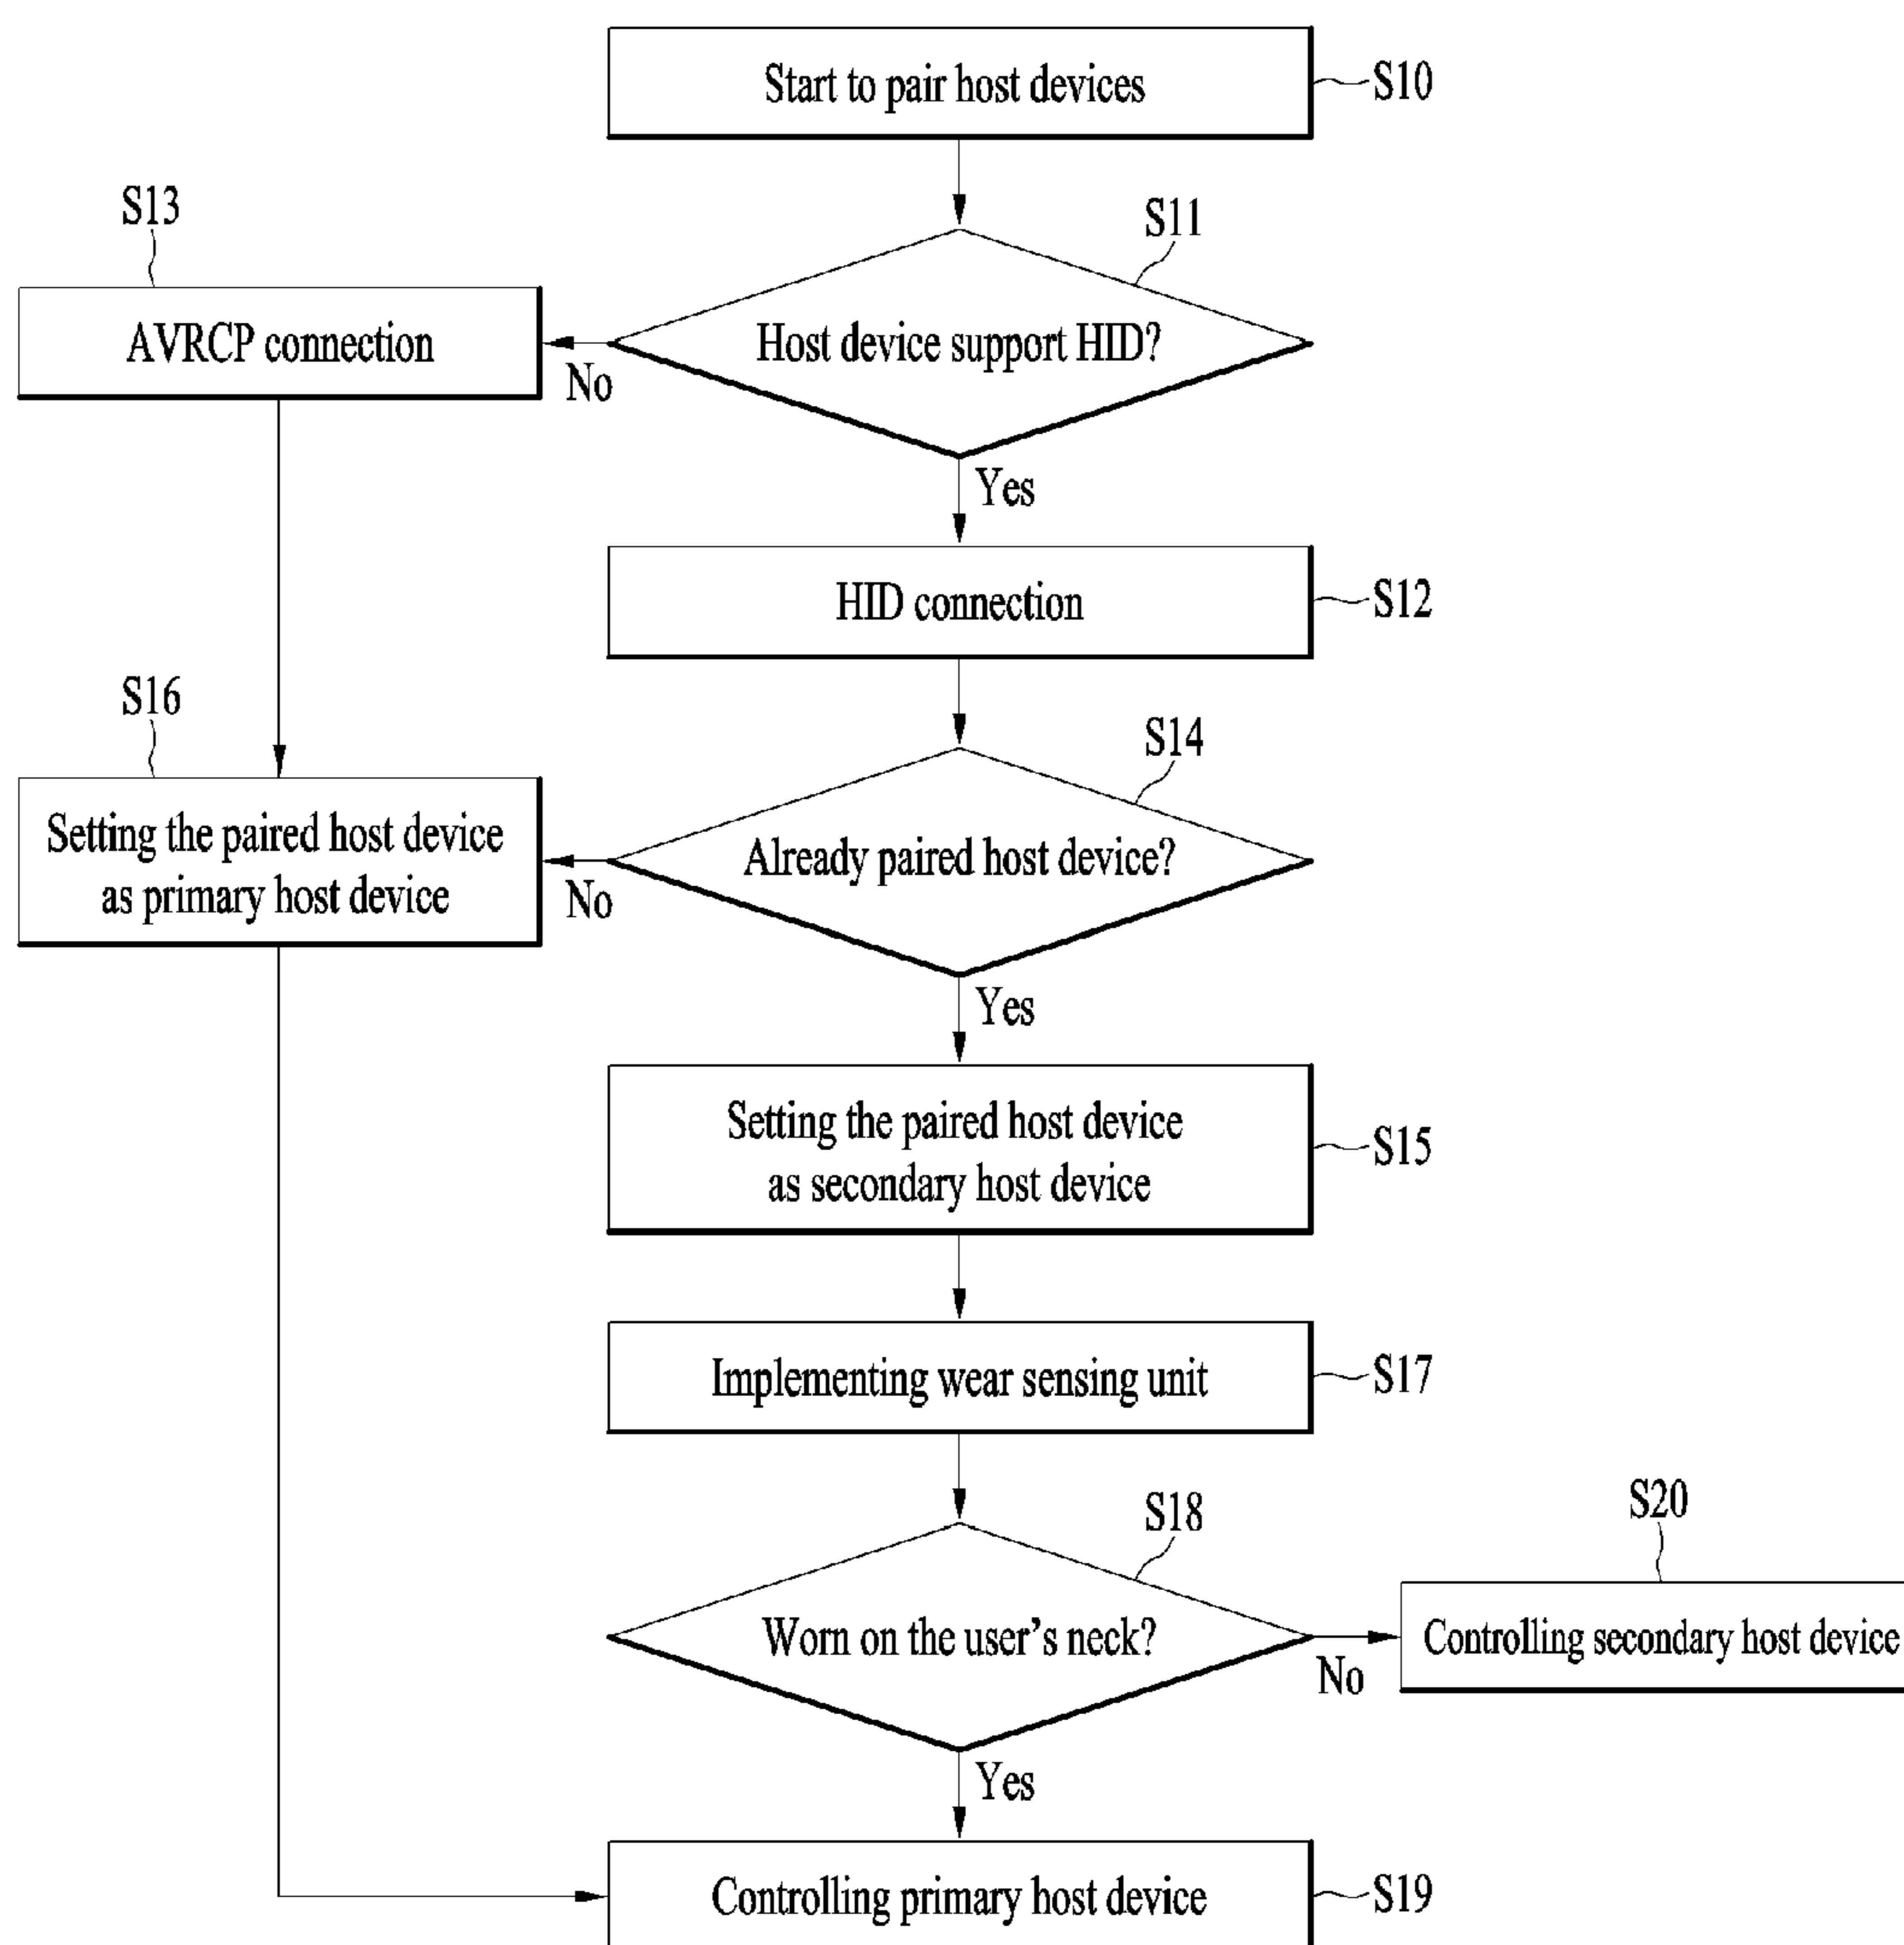 Start to pair host devices
S10
S13
S11
AVRCP connection
Host device support HID?
No
Yes
HID connection
S12
S16
S14
Setting the paired host device
as primary host device
Already paired host device?
No
Yes
Setting the paired host device
as secondary host device
S15
Implementing wear sensing unit
S17
S18
S20
Worn on the user's neck?
Controlling secondary host device
No
Yes
Controlling primary host device
S19